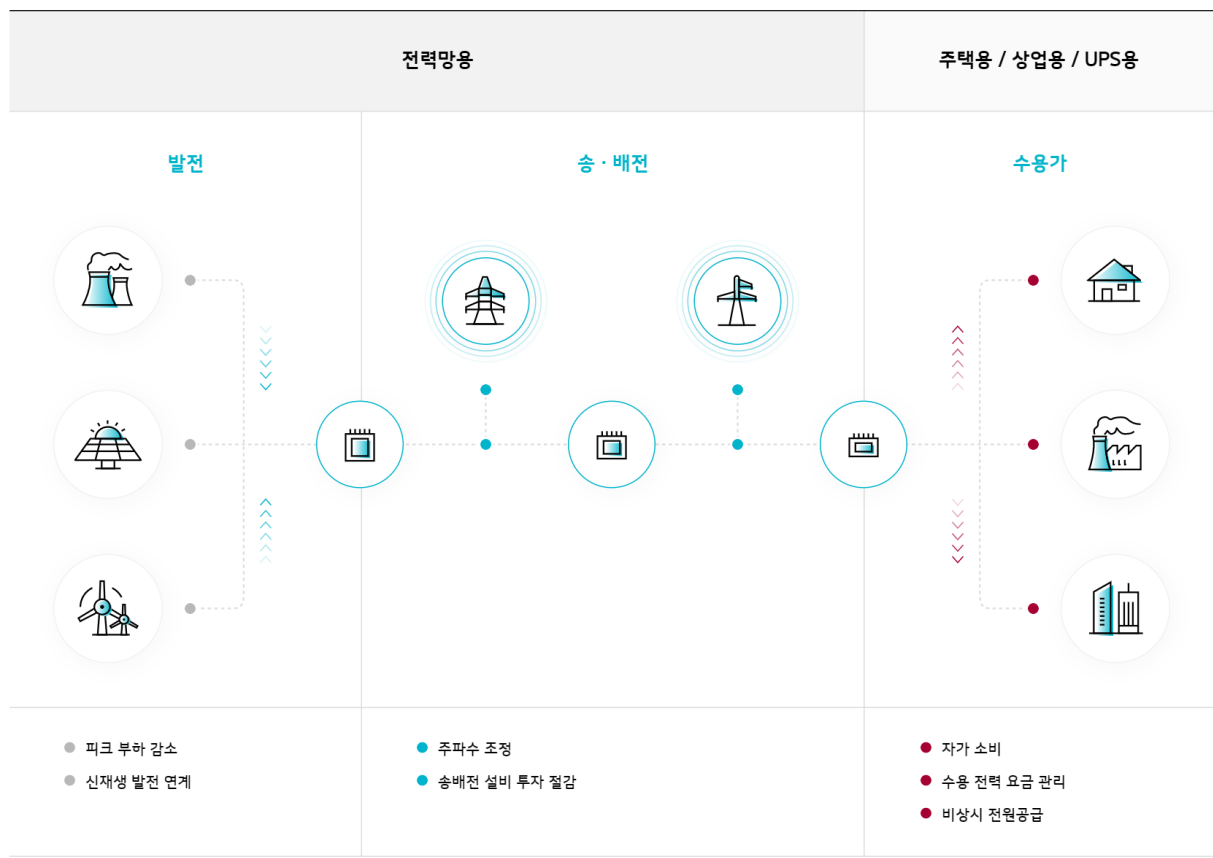 전력망용
주택용 / 상업용 / UPS용
발전
송 · 배전
수용가
피크 부하 감소
신재생 발전 연계
주파수 조정
송배전 설비 투자 절감
자가 소비
수용 전력 요금 관리
비상시 전원공급